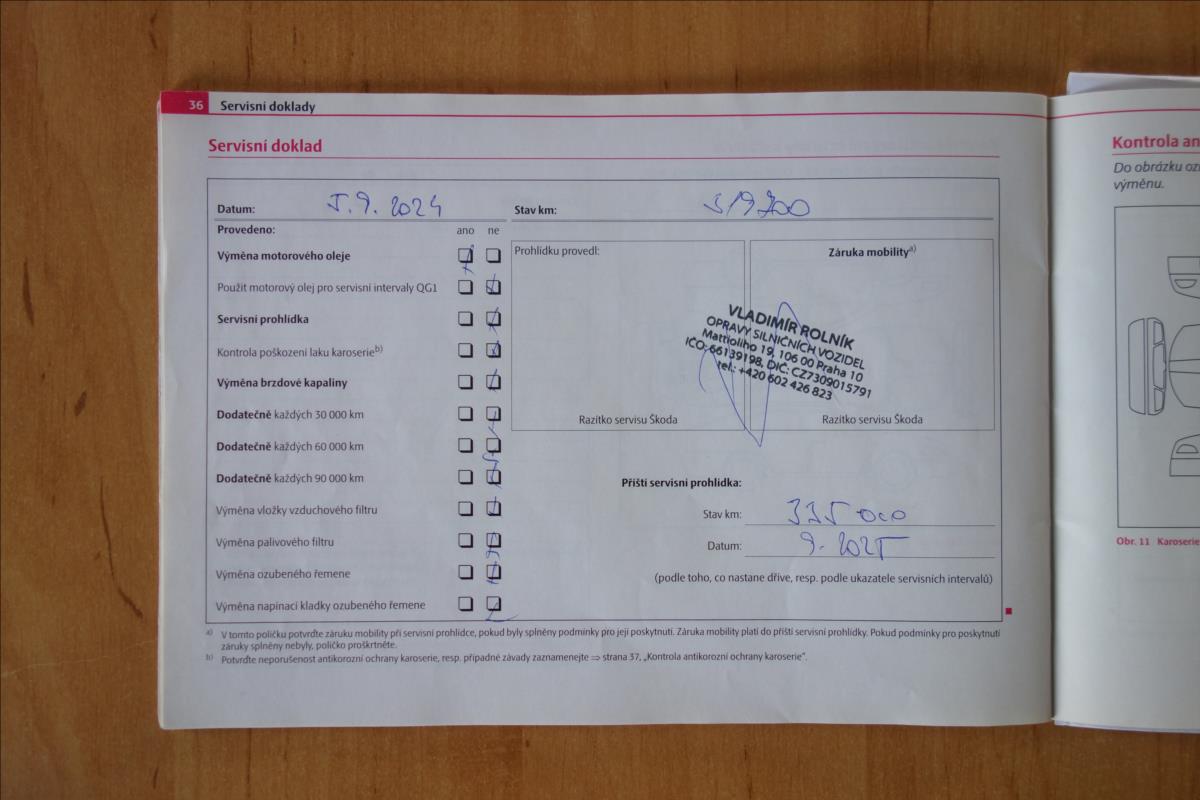 36 Servisní doklady
Servisní doklad
Datum: 5.9.2024 Stav km: 319700
Provedeno: ano ne
Výměna motorového oleje
Použit motorový olej pro servisní intervaly QG1
Servisní prohlídka
Kontrola poškození laku karoserie b)
Výměna brzdové kapaliny
Dodatečně každých 30 000 km
Dodatečně každých 60 000 km
Dodatečně každých 90 000 km
Výměna vložky vzduchového filtru
Výměna palivového filtru
Výměna ozubeného řemene
Výměna napínací kladky ozubeného řemene
Prohlídku provedl:
Razítko servisu Škoda
Záruka mobility a)
Razítko servisu Škoda
VLADIMÍR ROLNÍK
OPRAVY SILNIČNÍCH VOZIDEL
Mattioliho 19, 106 00 Praha 10
IČO: 66139198, DIČ: CZ7309015791
tel.: +420 602 426 823
Příští servisní prohlídka:
Stav km: 335 000
Datum: 9. 2025
(podle toho, co nastane dříve, resp. podle ukazatele servisních intervalů)
a) V tomto políčku potvrďte záruku mobility při servisní prohlídce, pokud byly splněny podmínky pro její poskytnutí. Záruka mobility platí do příští servisní prohlídky. Pokud podmínky pro poskytnutí
záruky splněny nebyly, políčko proškrtněte.
b) Potvrďte neporušenost antikorozní ochrany karoserie, resp. případné závady zaznamenejte ⇒ strana 37, „Kontrola antikorozní ochrany karoserie“.
Kontrola an
Do obrázku oz
výměnu.
Obr. 11 Karoserie